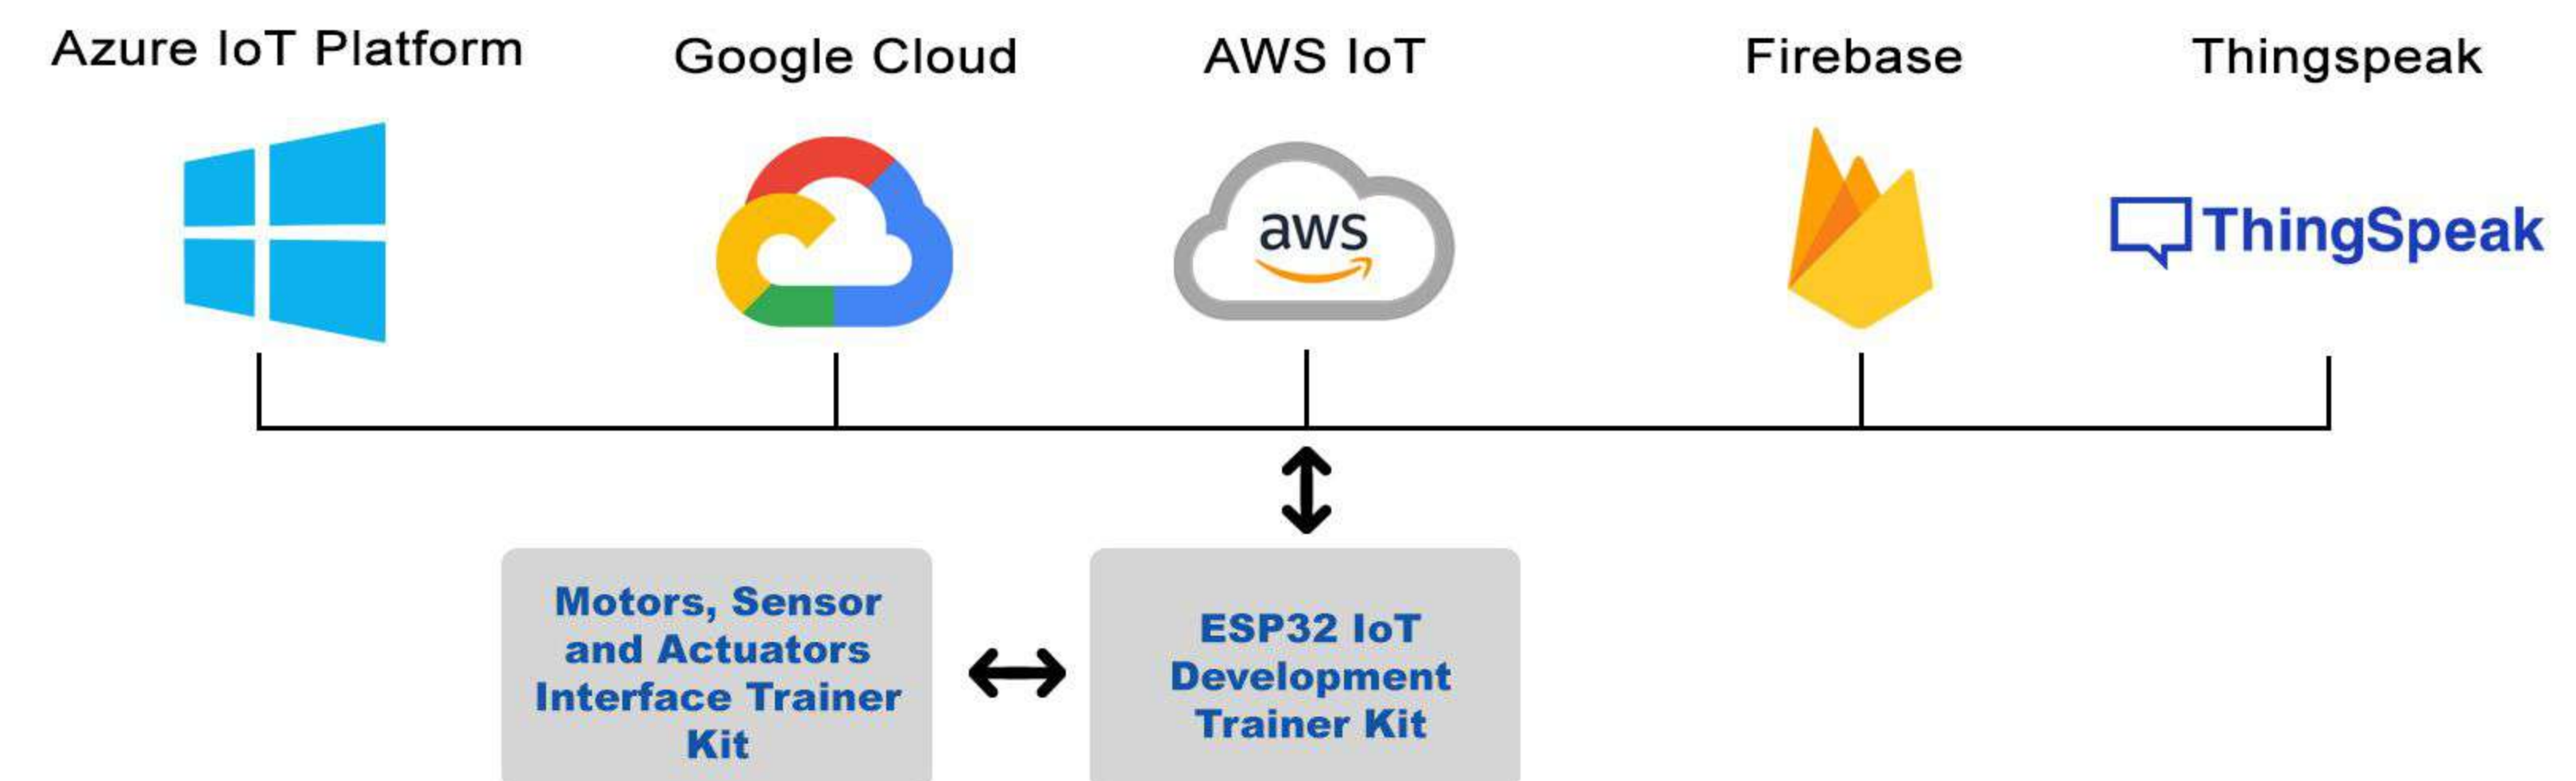 Azure IoT Platform
Google Cloud
AWS IoT
Firebase
Thingspeak
aws
ThingSpeak
Motors, Sensor
and Actuators
Interface Trainer
Kit
ESP32 IoT
Development
Trainer Kit